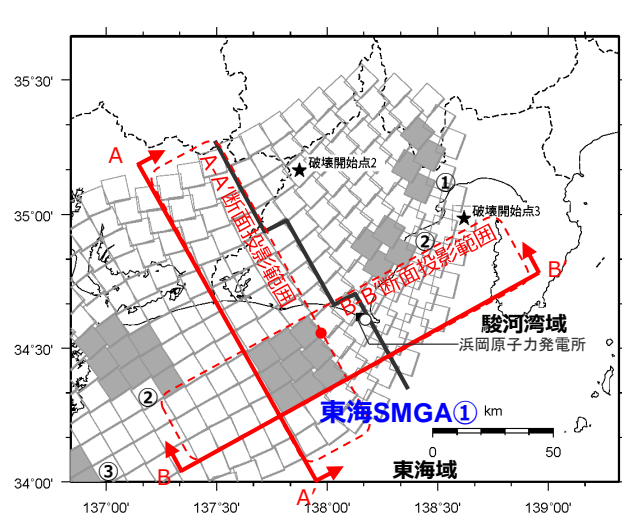 35°30'
35°00'
34°30'
34°00'
137°00'
137°30'
138°00'
138°30'
139°00'
A
A-A'断面投影範囲
破壊開始点2
①
破壊開始点3
②
B-B'断面投影範囲
B'
駿河湾域
浜岡原子力発電所
東海SMGA①
km
0
50
②
③
B
A'
東海域